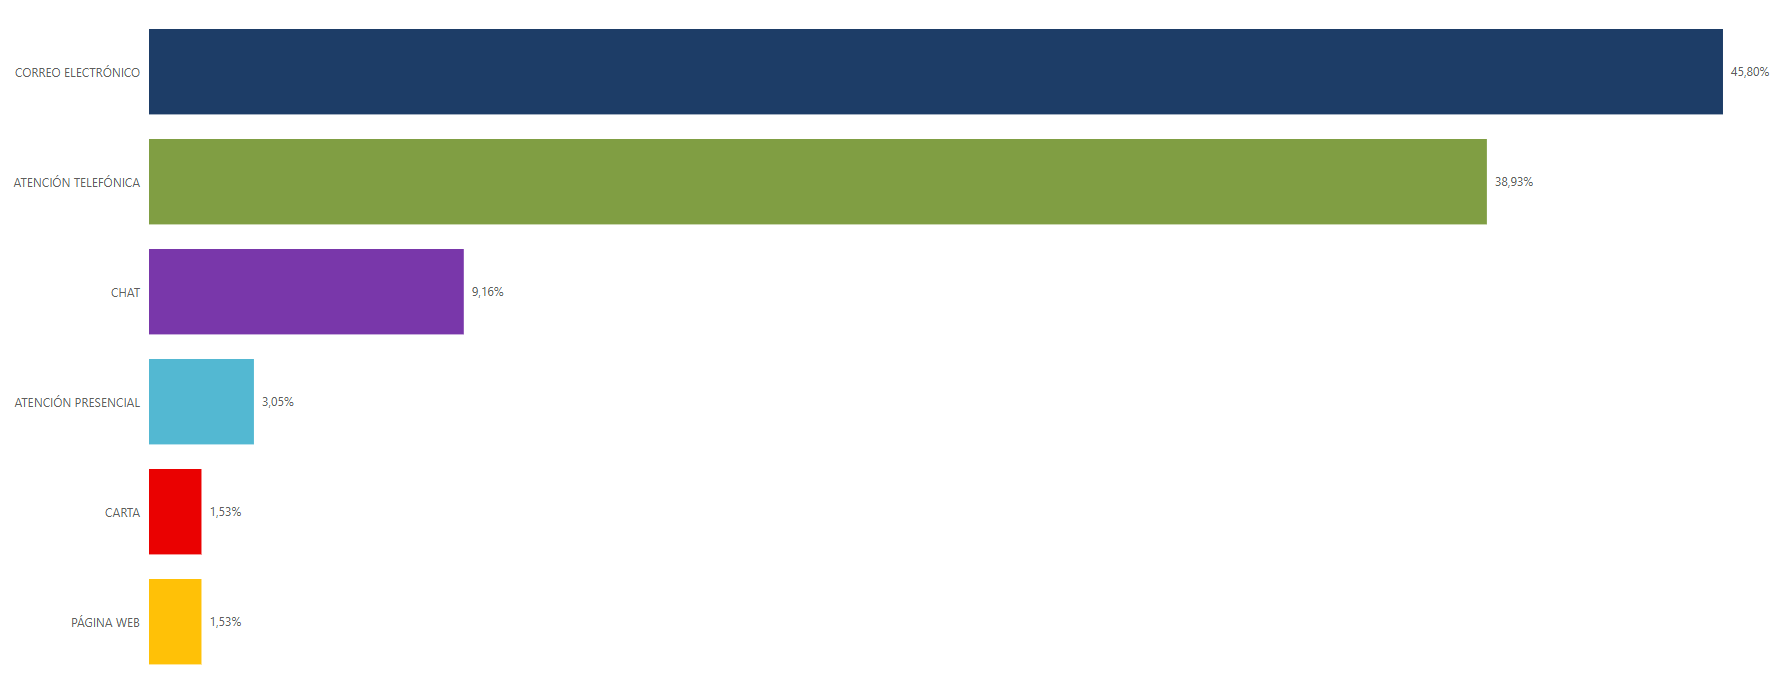 CORREO ELECTRÓNICO 45,80%
ATENCIÓN TELEFÓNICA 38,93%
CHAT 9,16%
ATENCIÓN PRESENCIAL 3,05%
CARTA 1,53%
PÁGINA WEB 1,53%